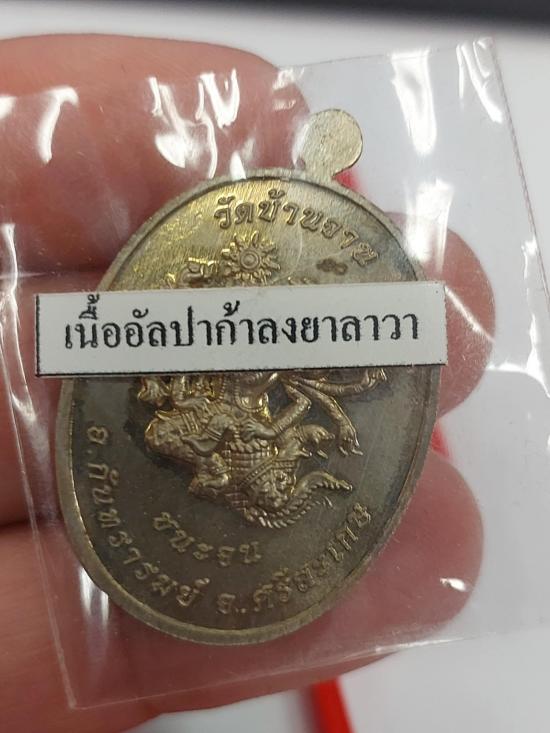 วัดบ้านจาน
เนื้ออัลปาก้าลงยาลาวา
ชนะจน
อ.กันทรารมย์ จ.ศรีสะเกษ